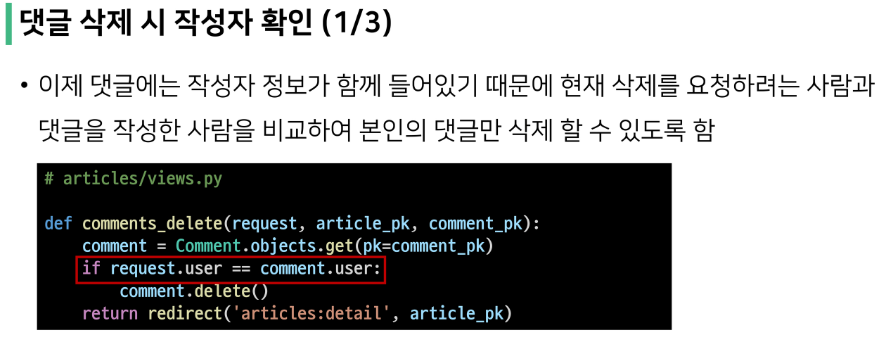 댓글 삭제 시 작성자 확인 (1/3)
• 이제 댓글에는 작성자 정보가 함께 들어있기 때문에 현재 삭제를 요청하려는 사람과
댓글을 작성한 사람을 비교하여 본인의 댓글만 삭제 할 수 있도록 함
# articles/views.py
def comments_delete(request, article_pk, comment_pk):
    comment = Comment.objects.get(pk=comment_pk)
    if request.user == comment.user:
        comment.delete()
    return redirect('articles:detail', article_pk)